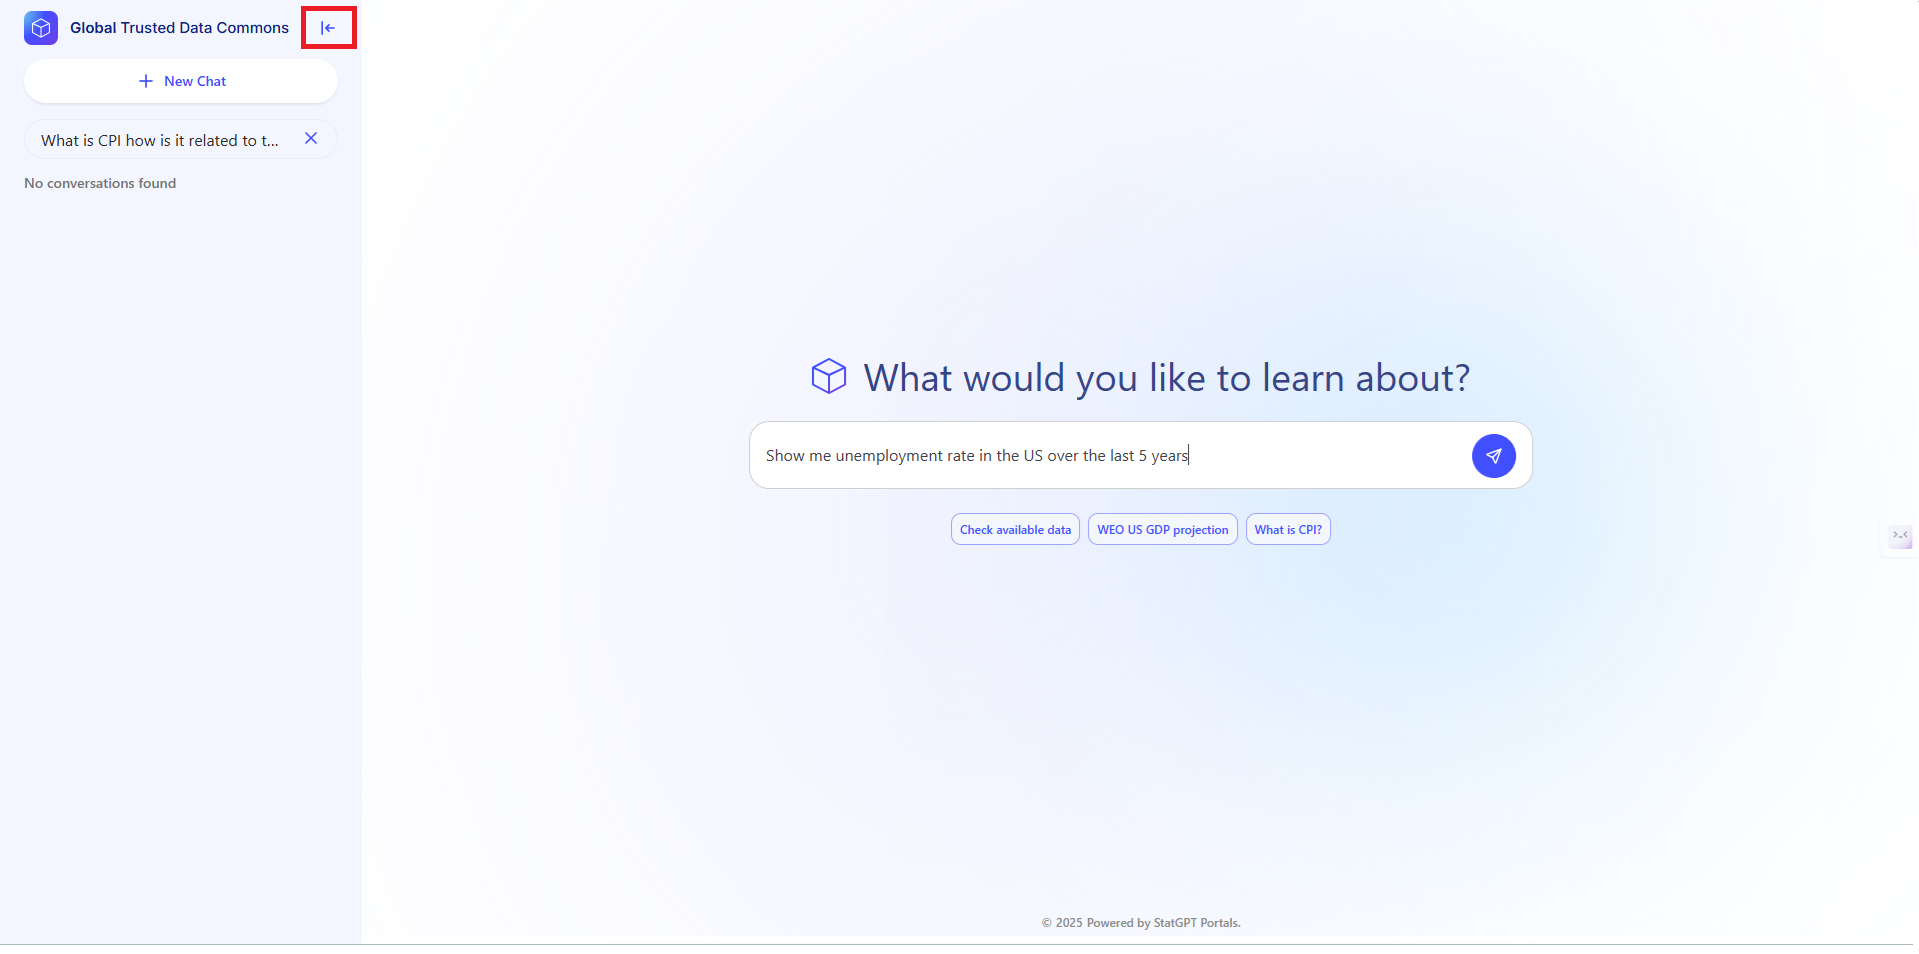 Global Trusted Data Commons
New Chat
What is CPI how is it related to t...
No conversations found
What would you like to learn about?
Show me unemployment rate in the US over the last 5 years
Check available data
WEO US GDP projection
What is CPI?
© 2025 Powered by StatGPT Portals.